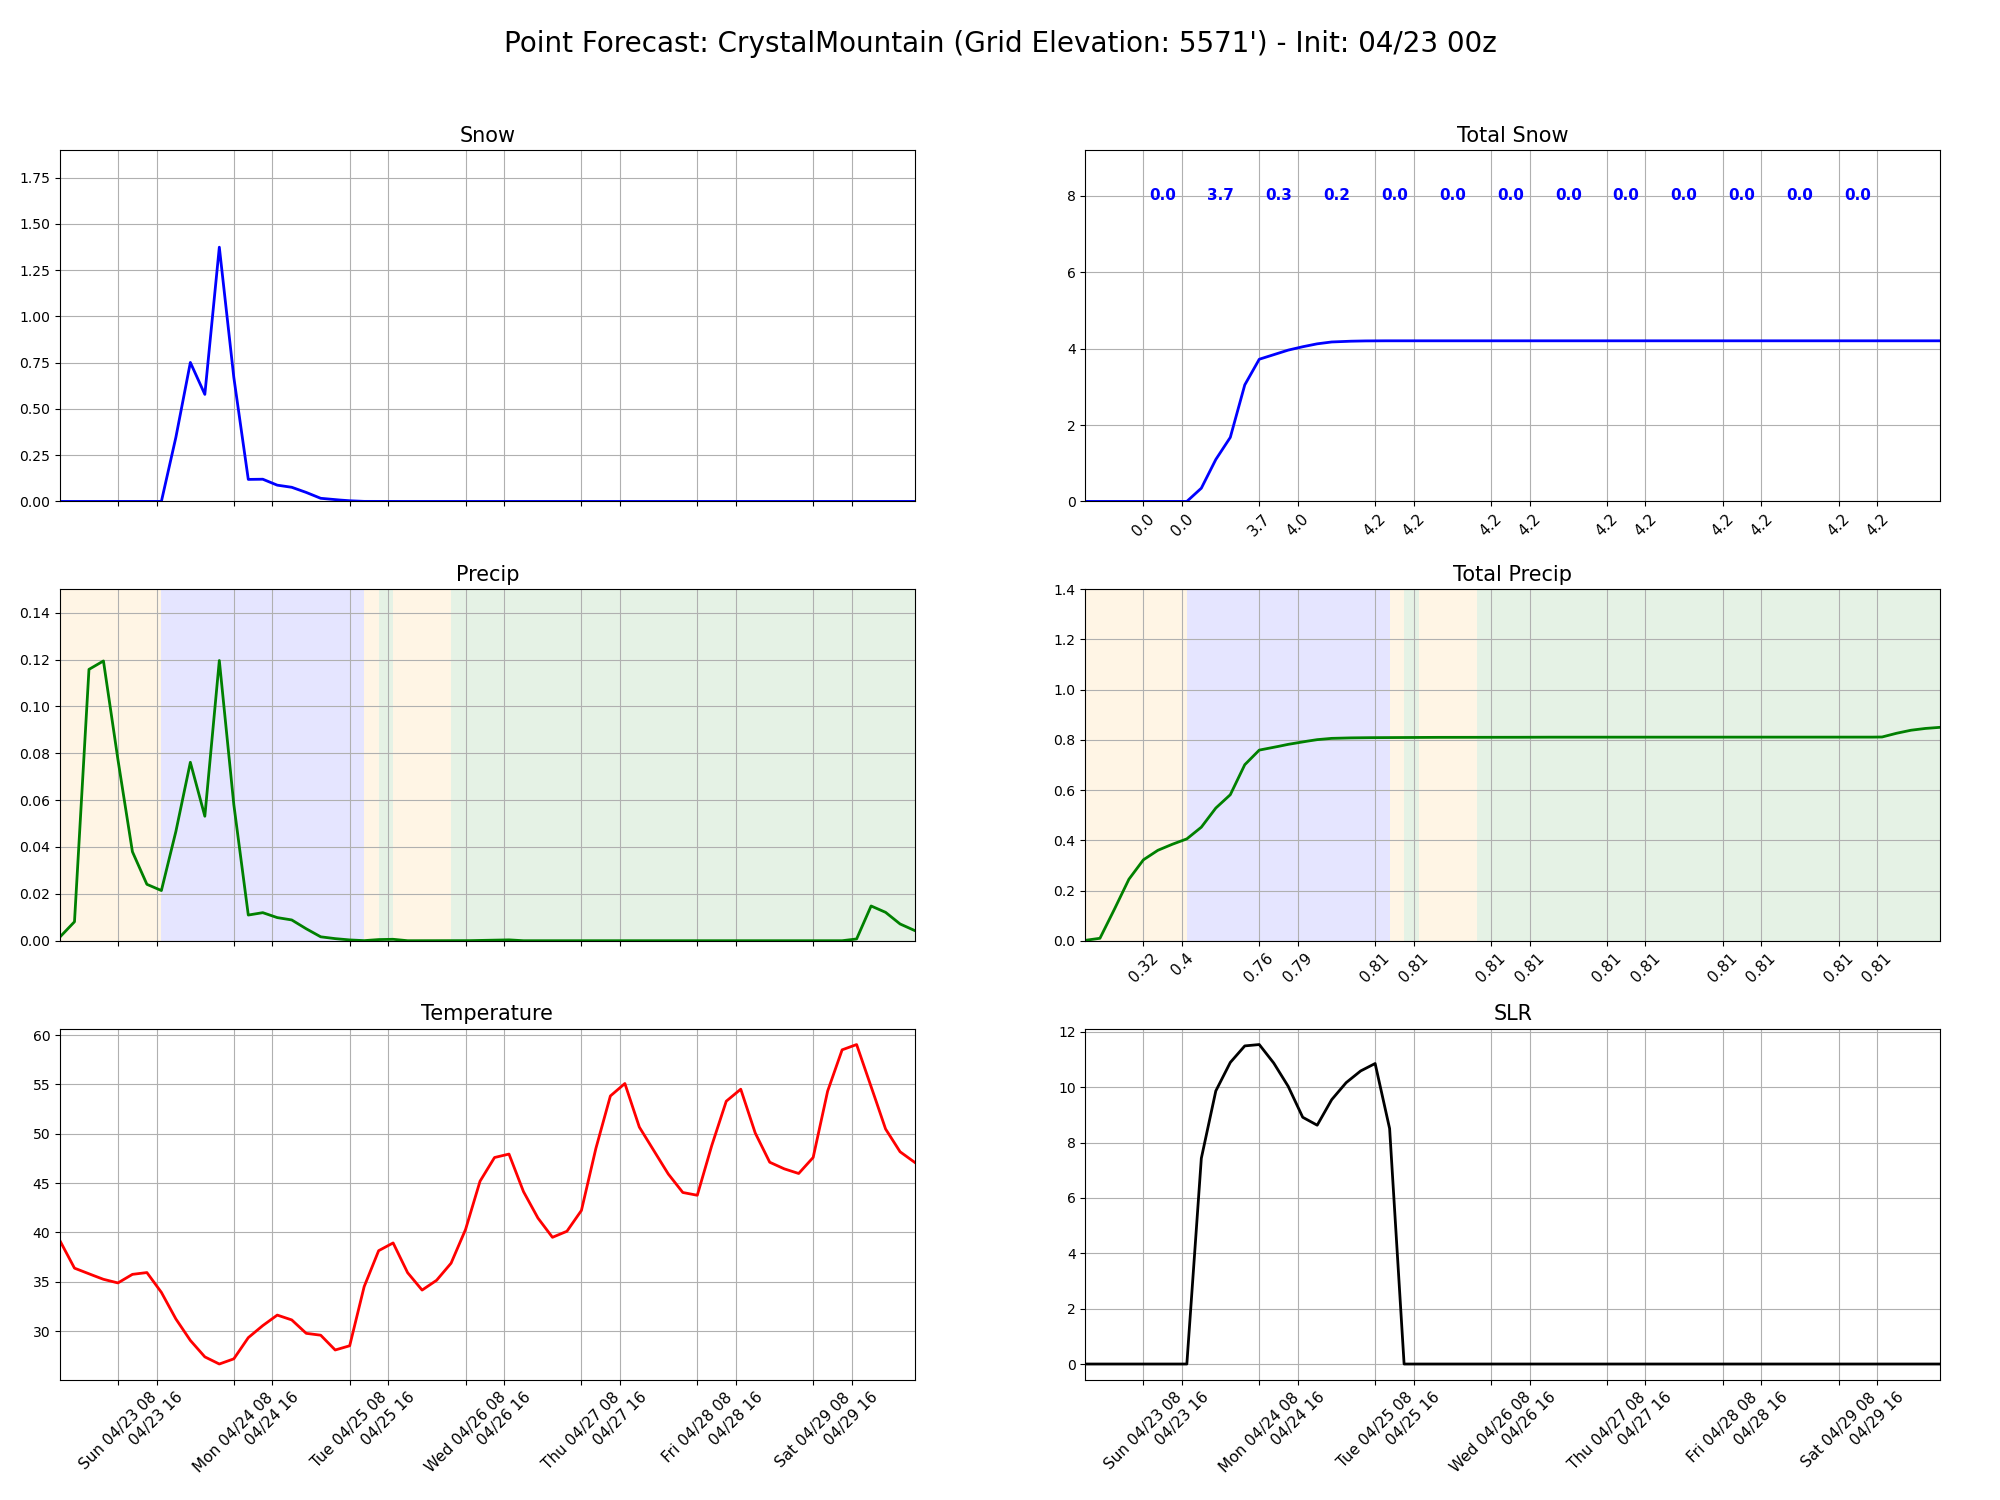 Point Forecast: CrystalMountain (Grid Elevation: 5571') - Init: 04/23 00z
Snow
1.75
1.50
1.25
1.00
0.75
0.50
0.25
0.00
Total Snow
8
6
4
2
0
0.0 3.7 0.3 0.2 0.0 0.0 0.0 0.0 0.0 0.0 0.0 0.0 0.0
0.0 0.0 3.7 4.0 4.2 4.2 4.2 4.2 4.2 4.2 4.2 4.2 4.2 4.2
Precip
0.14
0.12
0.10
0.08
0.06
0.04
0.02
0.00
Total Precip
1.4
1.2
1.0
0.8
0.6
0.4
0.2
0.0
0.32 0.4 0.76 0.79 0.81 0.81 0.81 0.81 0.81 0.81 0.81 0.81 0.81 0.81
Temperature
60
55
50
45
40
35
30
Sun 04/23 08
04/23 16
Mon 04/24 08
04/24 16
Tue 04/25 08
04/25 16
Wed 04/26 08
04/26 16
Thu 04/27 08
04/27 16
Fri 04/28 08
04/28 16
Sat 04/29 08
04/29 16
SLR
12
10
8
6
4
2
0
Sun 04/23 08
04/23 16
Mon 04/24 08
04/24 16
Tue 04/25 08
04/25 16
Wed 04/26 08
04/26 16
Thu 04/27 08
04/27 16
Fri 04/28 08
04/28 16
Sat 04/29 08
04/29 16